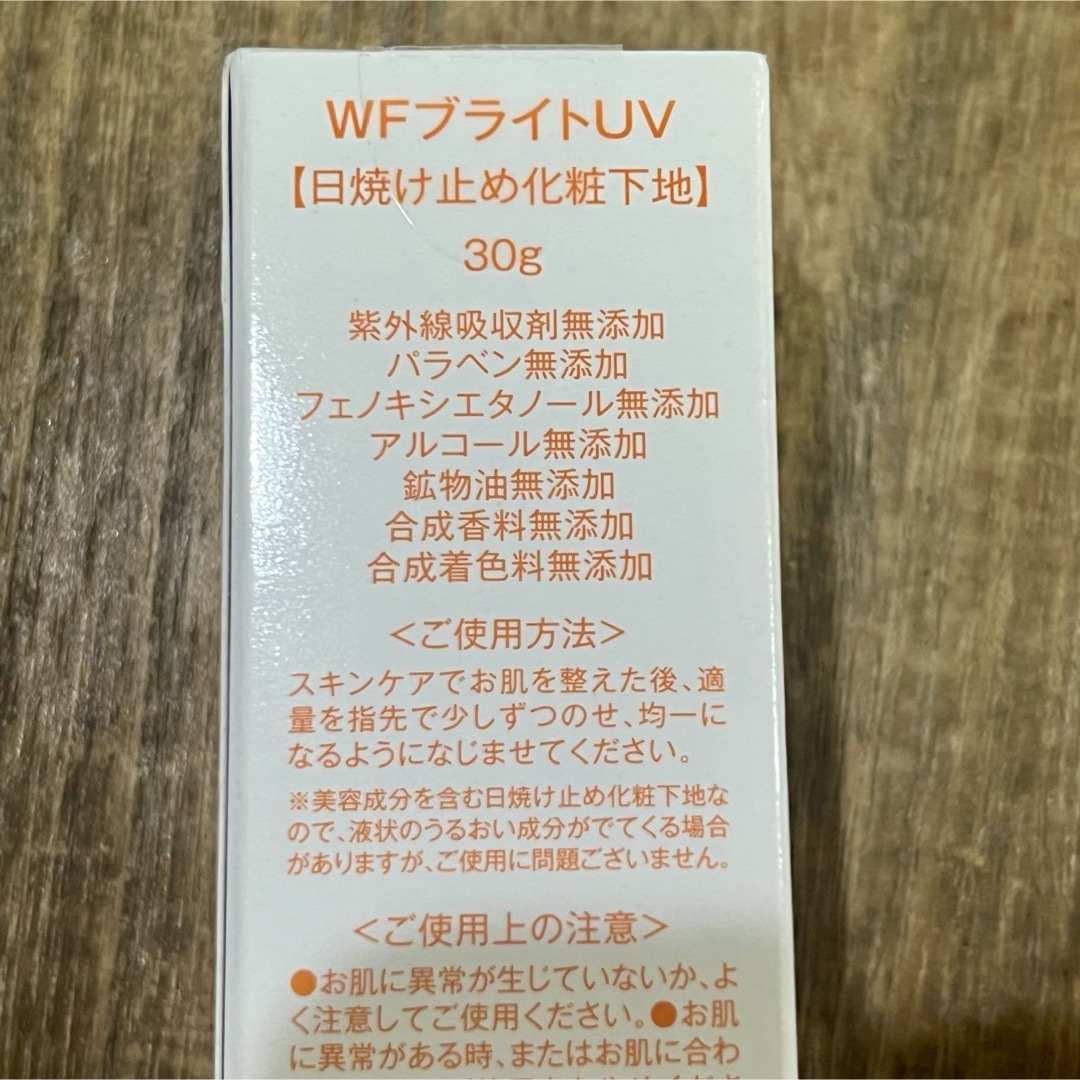 WFブライトUV
【日焼け止め化粧下地】
30g
紫外線吸収剤無添加
パラベン無添加
フェノキシエタノール無添加
アルコール無添加
鉱物油無添加
合成香料無添加
合成着色料無添加
＜ご使用方法＞
スキンケアでお肌を整えた後、適
量を指先で少しずつのせ、均一に
なるようになじませてください。
※美容成分を含む日焼け止め化粧下地な
ので、液状のうるおい成分がでてくる場合
がありますが、ご使用に問題ございません。
＜ご使用上の注意＞
●お肌に異常が生じていないか、よ
く注意してご使用ください。●お肌
に異常がある時、またはお肌に合わ